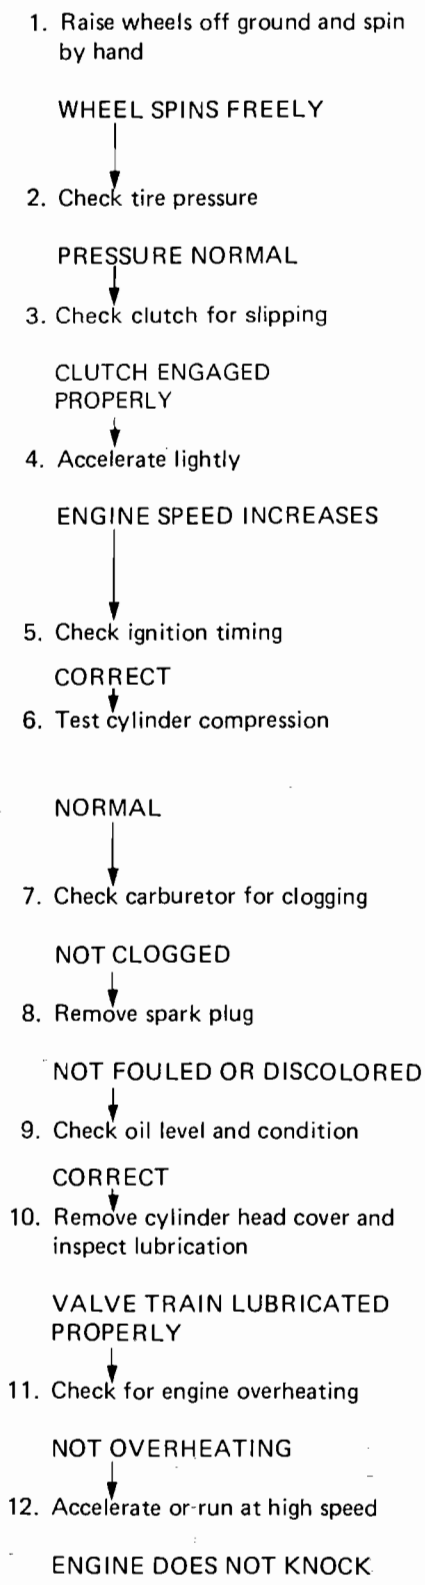 1. Raise wheels off ground and spin
by hand
WHEEL SPINS FREELY
2. Check tire pressure
PRESSURE NORMAL
3. Check clutch for slipping
CLUTCH ENGAGED
PROPERLY
4. Accelerate lightly
ENGINE SPEED INCREASES
5. Check ignition timing
CORRECT
6. Test cylinder compression
NORMAL
7. Check carburetor for clogging
NOT CLOGGED
8. Remove spark plug
NOT FOULED OR DISCOLORED
9. Check oil level and condition
CORRECT
10. Remove cylinder head cover and
inspect lubrication
VALVE TRAIN LUBRICATED
PROPERLY
11. Check for engine overheating
NOT OVERHEATING
12. Accelerate or-run at high speed
ENGINE DOES NOT KNOCK